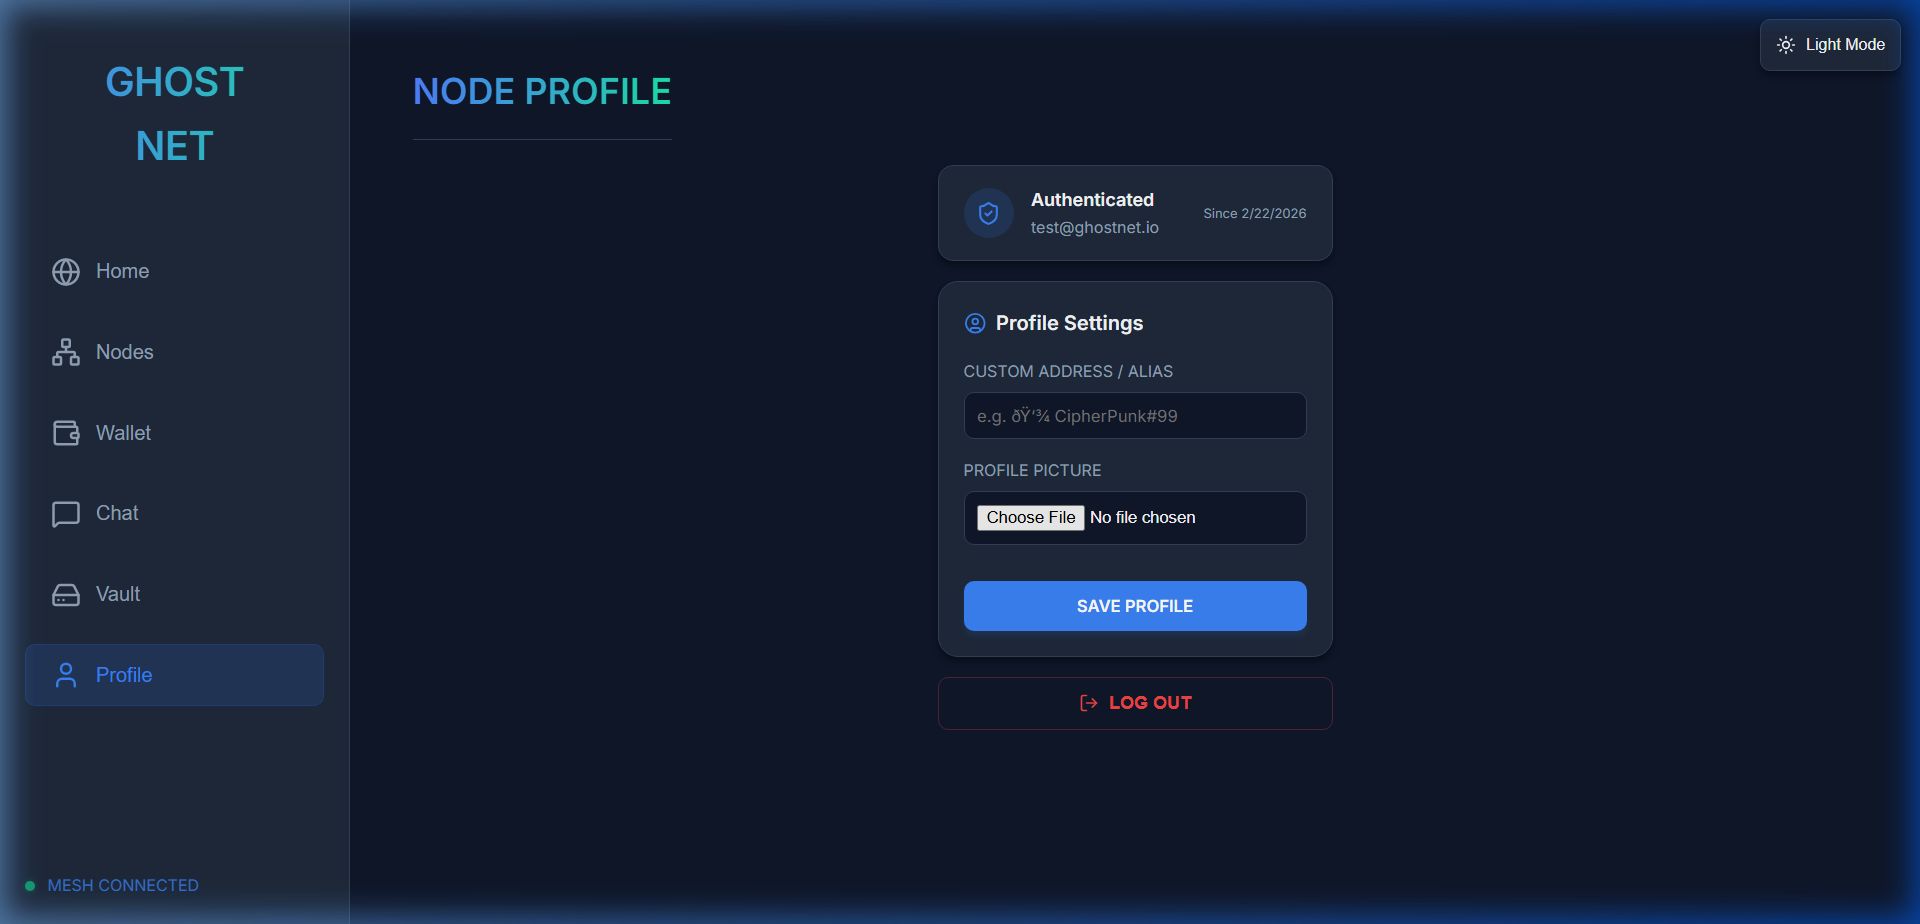 GHOST
NET
Home
Nodes
Wallet
Chat
Vault
Profile
MESH CONNECTED
Light Mode
NODE PROFILE
Authenticated
test@ghostnet.io
Since 2/22/2026
Profile Settings
CUSTOM ADDRESS / ALIAS
e.g. ðŸ‘¾ CipherPunk#99
PROFILE PICTURE
Choose File No file chosen
SAVE PROFILE
LOG OUT